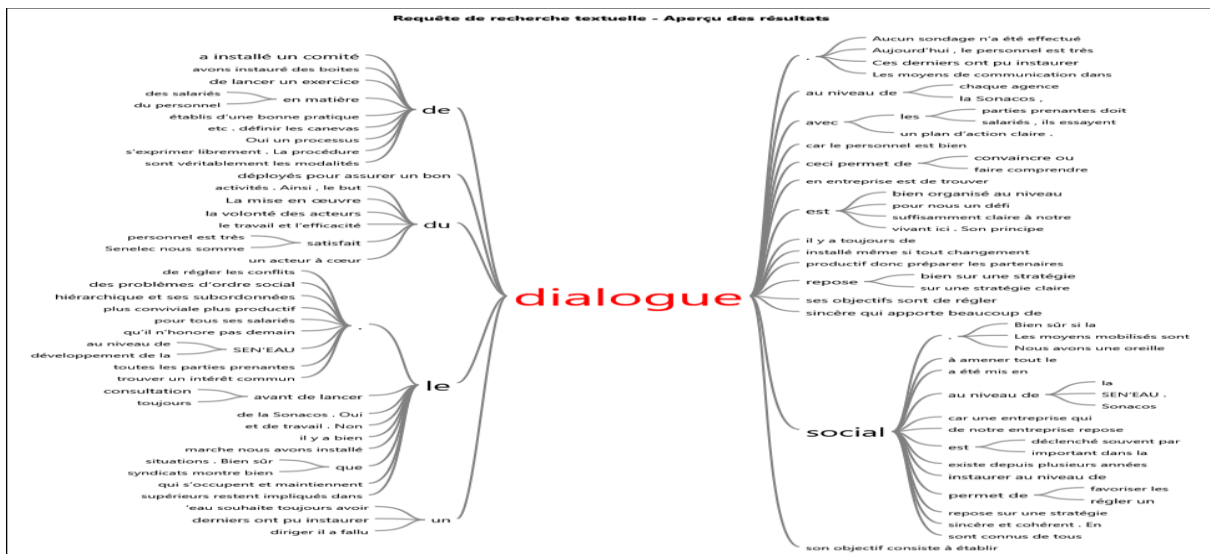 Requête de recherche textuelle - Aperçu des résultats
a installé un comité
avons instauré des boites
de lancer un exercice
des salariés
du personnel
en matière
établis d'une bonne pratique
etc . définir les canevas
Oui un processus
s'exprimer librement . La procédure
sont véritablement les modalités
de
déployés pour assurer un bon
activités . Ainsi , le but
La mise en œuvre
la volonté des acteurs
le travail et l'efficacité
personnel est très
Senelec nous somme
satisfait
un acteur à cœur
du
de régler les conflits
des problèmes d'ordre social
hiérarchique et ses subordonnées
plus conviviale plus productif
pour tous ses salariés
qu'il n'honore pas demain
au niveau de
développement de la
SEN'EAU
toutes les parties prenantes
trouver un intérêt commun
.
consultation
toujours
avant de lancer
de la Sonacos . Oui
et de travail . Non
il y a bien
marche nous avons installé
situations . Bien sûr
syndicats montre bien
que
qui s'occupent et maintiennent
supérieurs restent impliqués dans
le
'eau souhaite toujours avoir
derniers ont pu instaurer
diriger il a fallu
un
dialogue
.
Aucun sondage n'a été effectué
Aujourd'hui , le personnel est très
Ces derniers ont pu instaurer
Les moyens de communication dans
au niveau de
chaque agence
la Sonacos ,
avec
les
parties prenantes doit
salariés , ils essayent
un plan d'action claire .
car le personnel est bien
ceci permet de
convaincre ou
faire comprendre
en entreprise est de trouver
est
bien organisé au niveau
pour nous un défi
suffisamment claire à notre
vivant ici . Son principe
il y a toujours de
installé même si tout changement
productif donc préparer les partenaires
repose
bien sur une stratégie
sur une stratégie claire
ses objectifs sont de régler
sincère qui apporte beaucoup de
social
.
Bien sûr si la
Les moyens mobilisés sont
Nous avons une oreille
à amener tout le
a été mis en
au niveau de
la
SEN'EAU .
Sonacos
car une entreprise qui
de notre entreprise repose
est
déclenché souvent par
important dans la
existe depuis plusieurs années
instaurer au niveau de
permet de
favoriser les
régler un
repose sur une stratégie
sincère et cohérent . En
sont connus de tous
son objectif consiste à établir